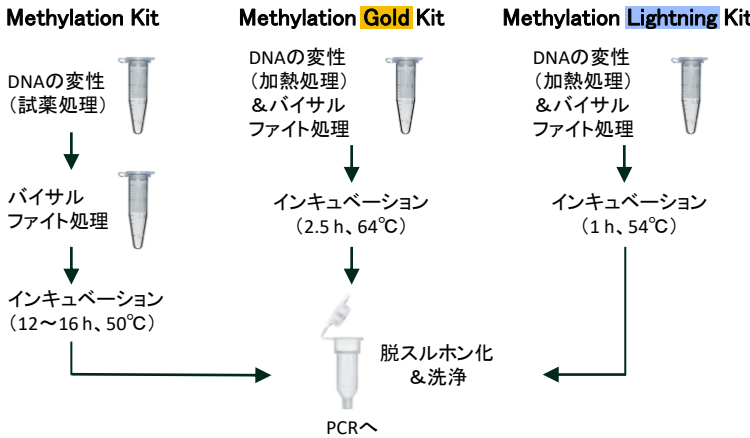 Methylation Kit
DNAの変性
（試薬処理）
バイサル
ファイト処理
インキュベーション
（12～16 h、50℃）
Methylation Gold Kit
DNAの変性
（加熱処理）
＆バイサル
ファイト処理
インキュベーション
（2.5 h、64℃）
Methylation Lightning Kit
DNAの変性
（加熱処理）
＆バイサル
ファイト処理
インキュベーション
（1 h、54℃）
脱スルホン化
＆洗浄
PCRへ